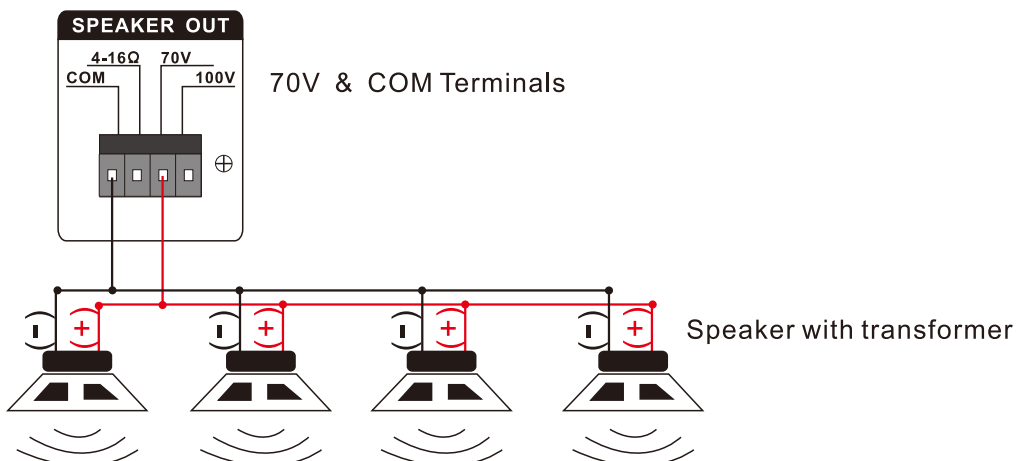 SPEAKER OUT
4-16Ω 70V
COM 100V
70V & COM Terminals
- + - + - + - +
Speaker with transformer